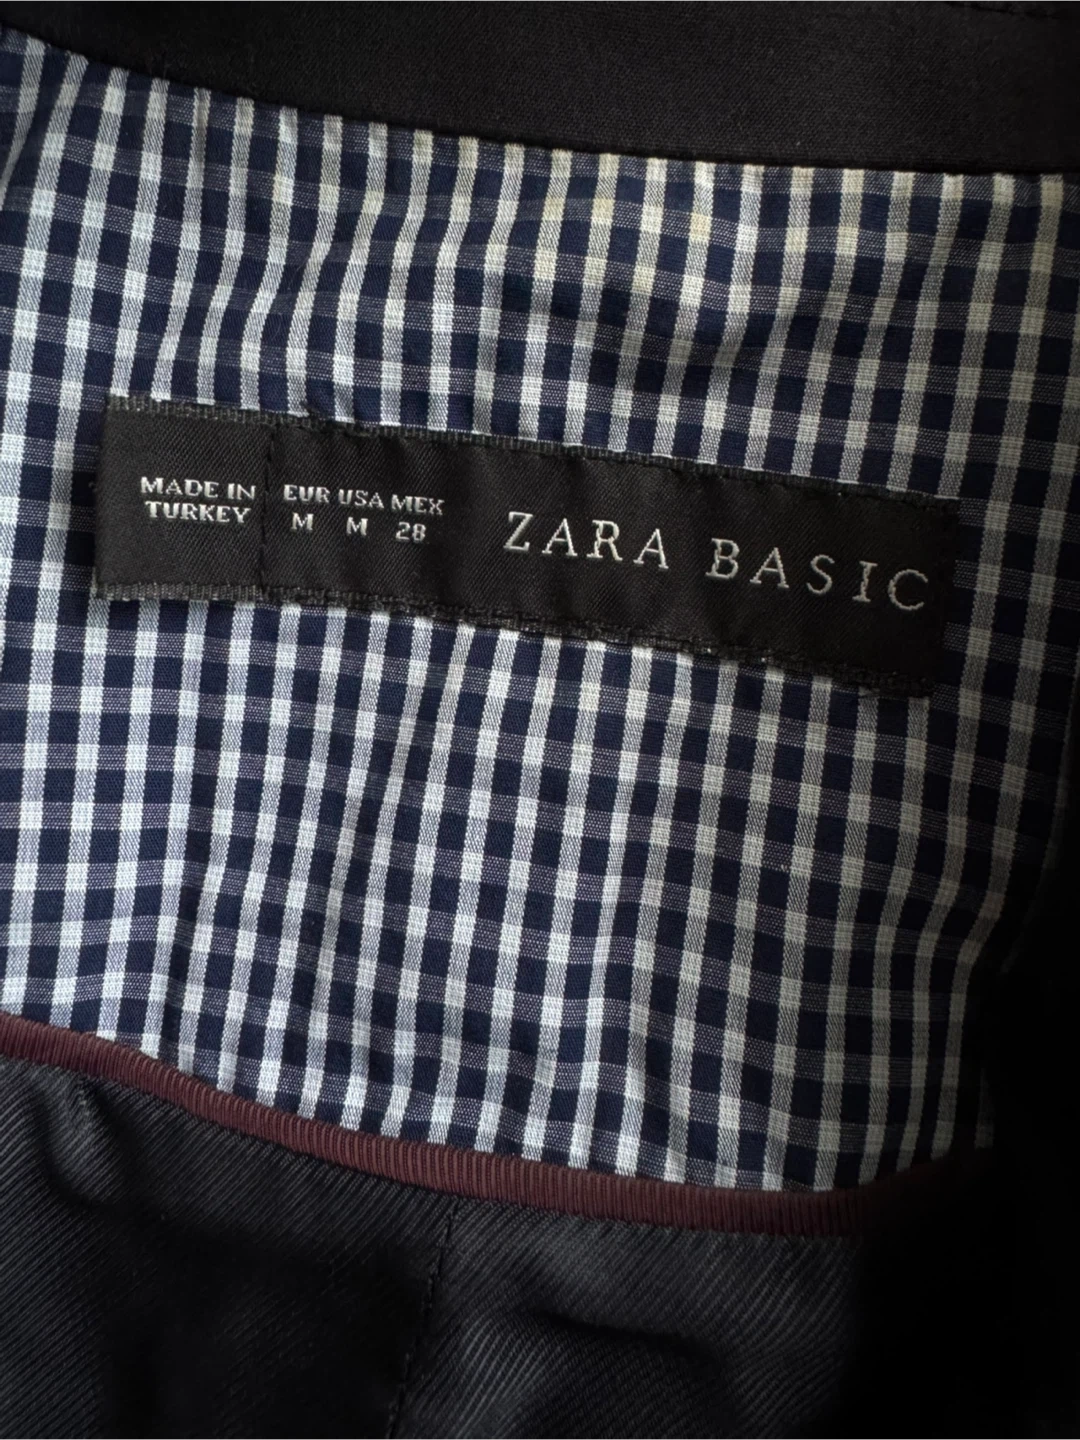 MADE IN
TURKEY
EUR USA MEX
M M 28
ZARA BASIC